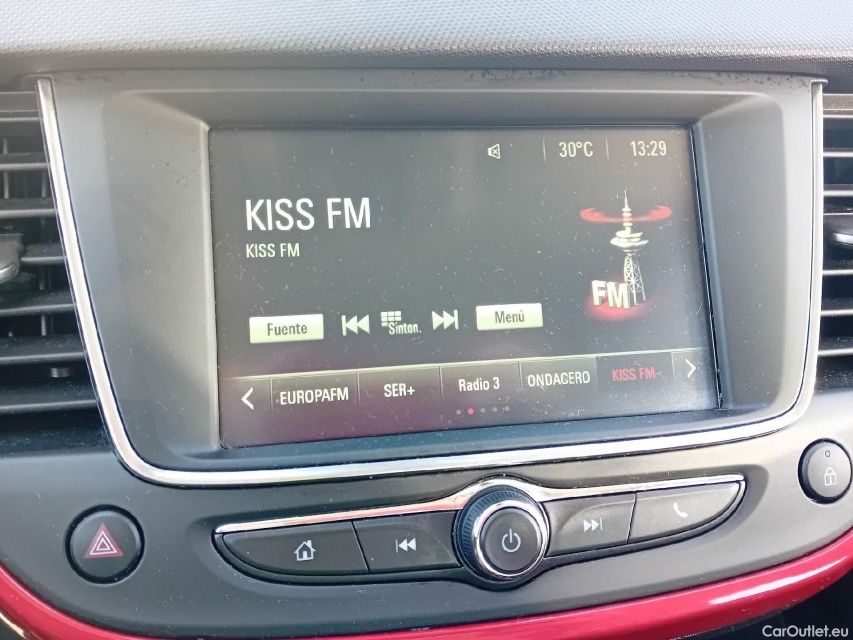 30°C
13:29
KISS FM
KISS FM
FM
Fuente
Sinton.
Menú
EUROPAFM
SER+
Radio 3
ONDACERO
KISS FM
CarOutlet.eu